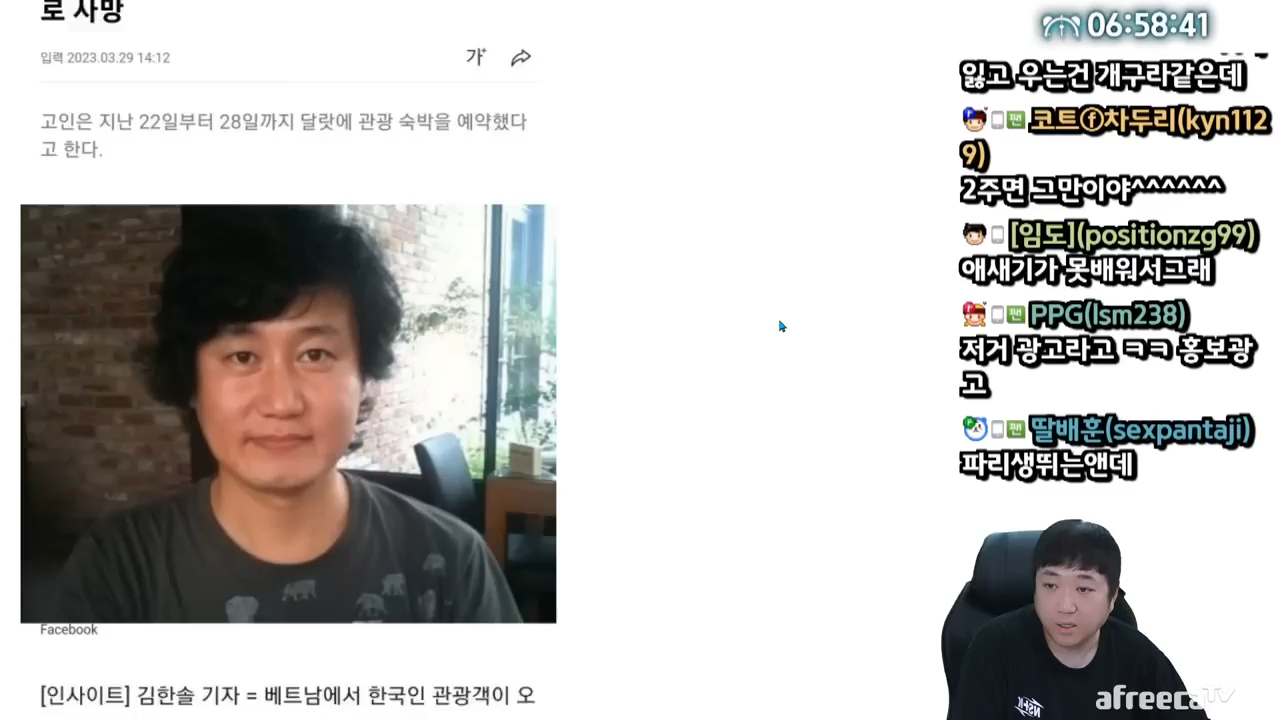 로 사망
입력 2023.03.29 14:12
가+
고인은 지난 22일부터 28일까지 달랏에 관광 숙박을 예약했다
고 한다.
Facebook
[인사이트] 김한솔 기자 = 베트남에서 한국인 관광객이 오
06:58:41
잃고 우는건 개구라같은데
코트ⓕ차두리(kyn112
9)
2주면 그만이야^^^^^^
[임도](positionzg99)
애새기가 못배워서그래
PPG(lsm238)
저거 광고라고 ㅋㅋ 홍보광
고
딸배훈(sexpantaji)
파리생뛰는앤데
afreecaTV